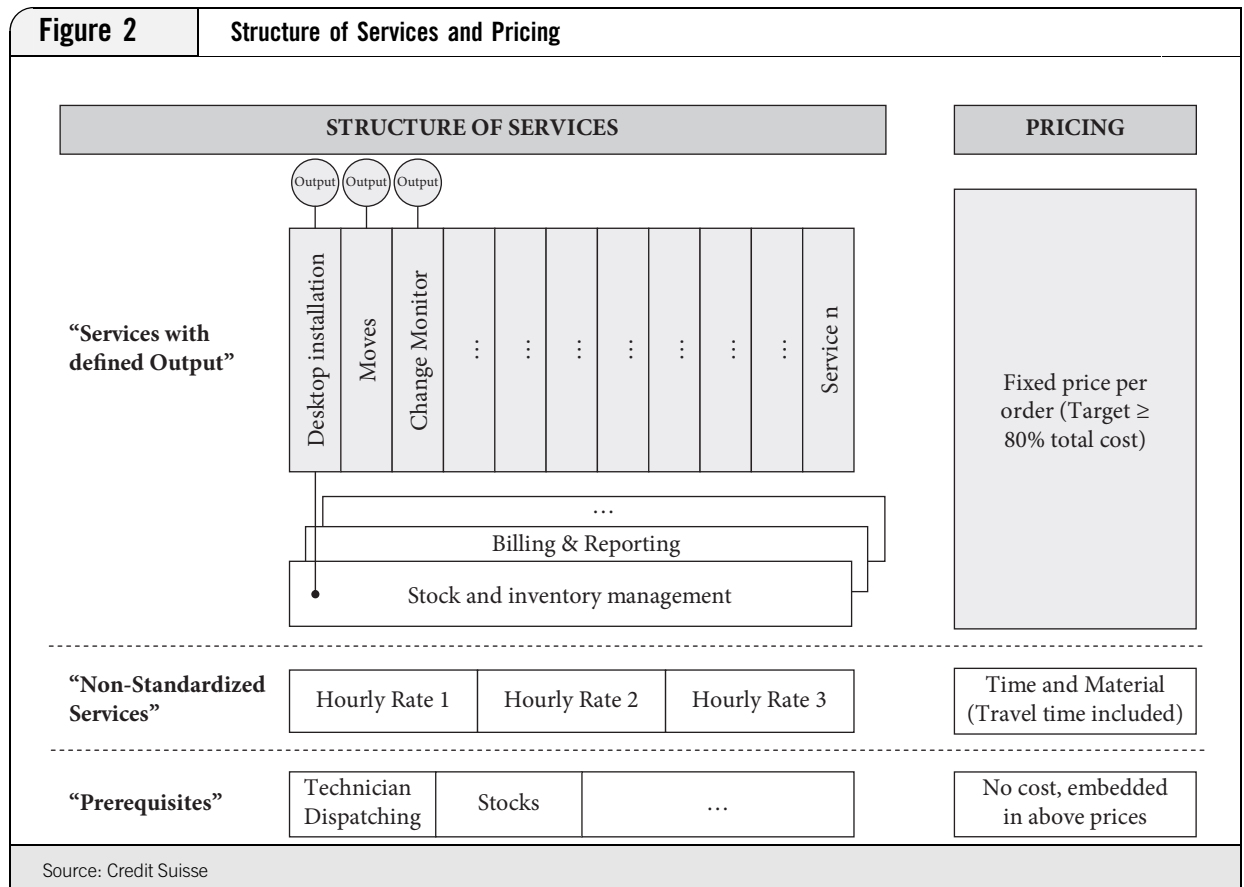 Figure 2
Structure of Services and Pricing
STRUCTURE OF SERVICES
PRICING
Output
Output
Output
“Services with
defined Output”
Desktop installation
Moves
Change Monitor
…
…
…
…
…
…
…
Service n
…
Billing & Reporting
Stock and inventory management
Fixed price per
order (Target ≥
80% total cost)
“Non-Standardized
Services”
Hourly Rate 1
Hourly Rate 2
Hourly Rate 3
Time and Material
(Travel time included)
“Prerequisites”
Technician
Dispatching
Stocks
…
No cost, embedded
in above prices
Source: Credit Suisse